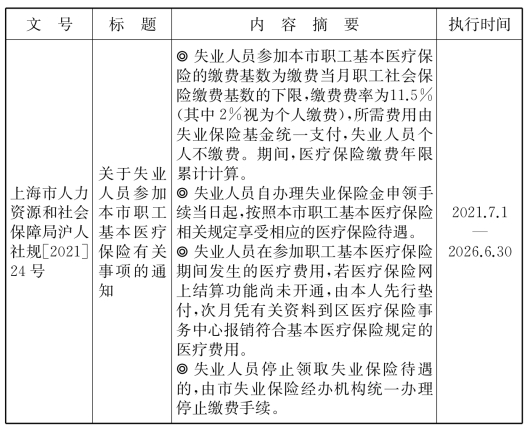 文 号
标 题
内 容 摘 要
执行时间
上海市人力
资源和社会
保障局沪人
社规[2021]
24 号
关于失业
人员参加
本市职工
基本医疗
保险有关
事项的通
知
◎ 失业人员参加本市职工基本医疗保
险的缴费基数为缴费当月职工社会保
险缴费基数的下限,缴费费率为11.5%
(其中 2%视为个人缴费),所需费用由
失业保险基金统一支付,失业人员个
人不缴费。期间,医疗保险缴费年限
累计计算。
◎ 失业人员自办理失业保险金申领手
续当日起,按照本市职工基本医疗保险
相关规定享受相应的医疗保险待遇。
◎ 失业人员在参加职工基本医疗保险
期间发生的医疗费用,若医疗保险网
上结算功能尚未开通,由本人先行垫
付,次月凭有关资料到区医疗保险事
务中心报销符合基本医疗保险规定的
医疗费用。
◎ 失业人员停止领取失业保险待遇
的,由市失业保险经办机构统一办理
停止缴费手续。
2021.7.1
—
2026.6.30